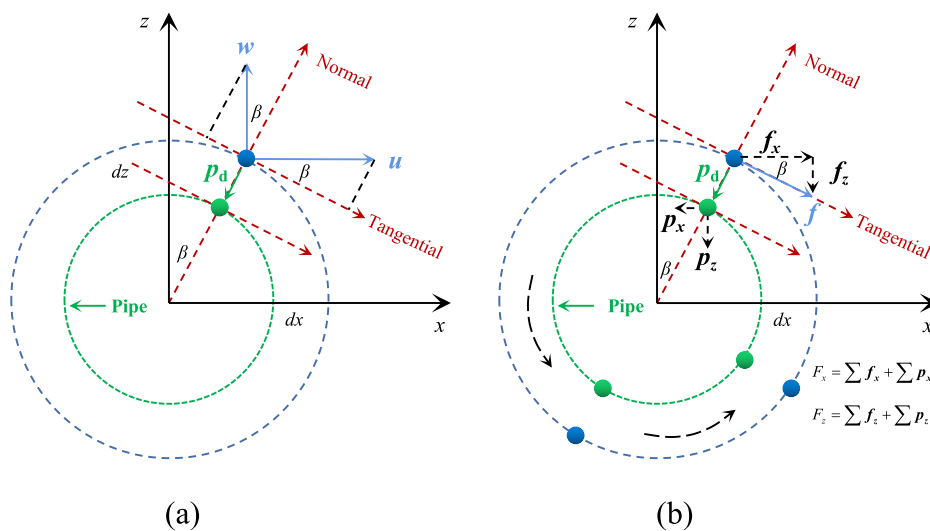 z
w
Normal
β
u
dz
β
p_d
Tangential
β
Pipe
dx
x
(a)
z
Normal
f_x
β
f_z
p_d
f
p_x
Tangential
β
p_z
Pipe
dx
x
F_x = ∑ f_x + ∑ p_x
F_z = ∑ f_z + ∑ p_z
(b)